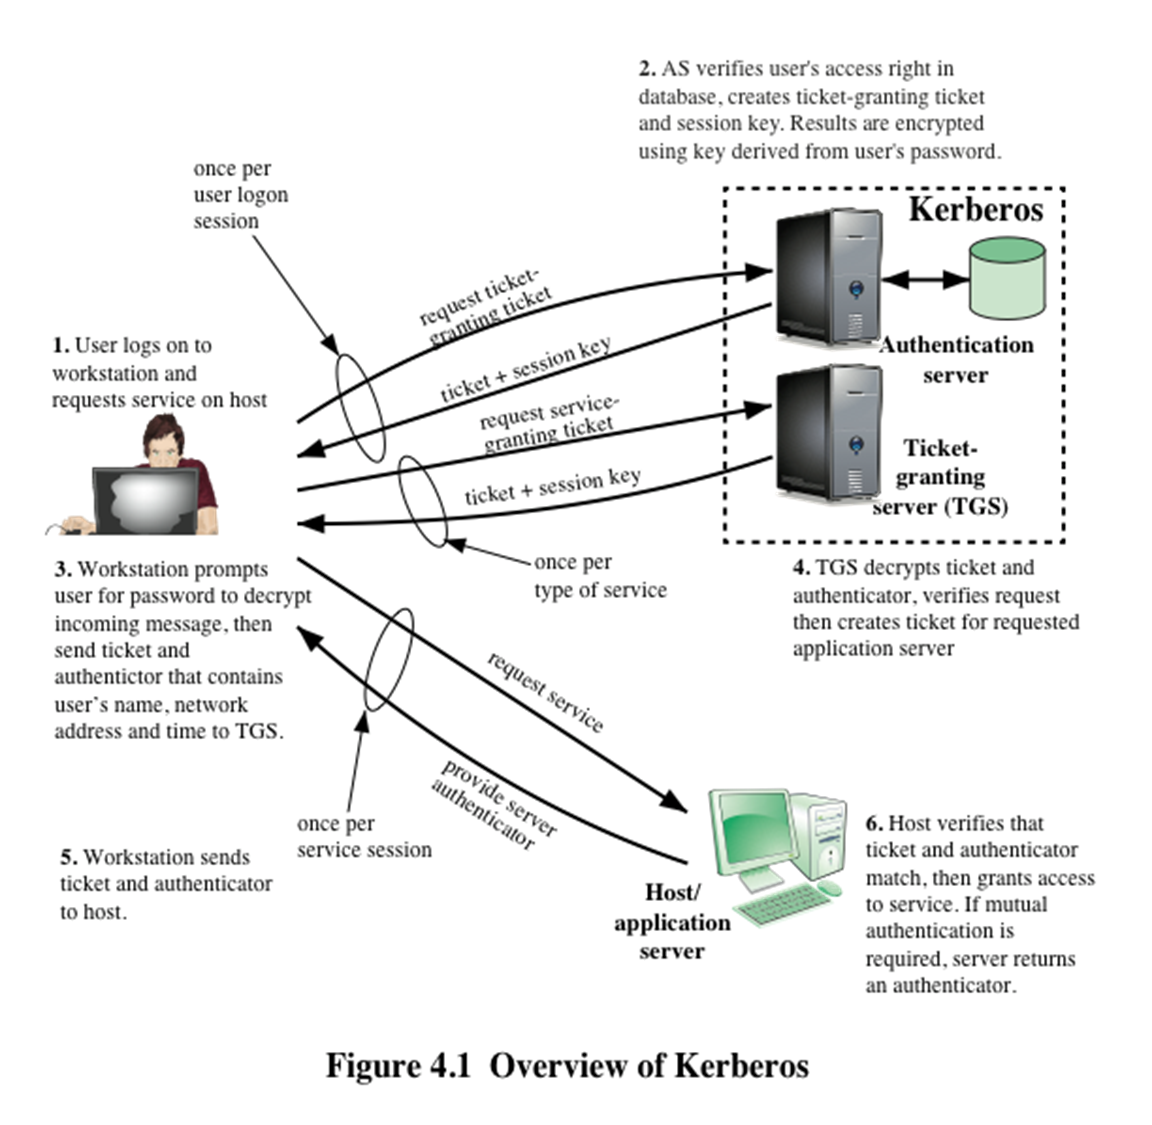 2. AS verifies user's access right in
database, creates ticket-granting ticket
and session key. Results are encrypted
using key derived from user's password.
once per
user logon
session
Kerberos
request ticket-
granting ticket
1. User logs on to
workstation and
requests service on host
ticket + session key
Authentication
server
request service-
granting ticket
Ticket-
granting
server (TGS)
ticket + session key
once per
type of service
3. Workstation prompts
user for password to decrypt
incoming message, then
send ticket and
authentictor that contains
user's name, network
address and time to TGS.
4. TGS decrypts ticket and
authenticator, verifies request
then creates ticket for requested
application server
request service
provide server
authenticator
once per
service session
5. Workstation sends
ticket and authenticator
to host.
Host/
application
server
6. Host verifies that
ticket and authenticator
match, then grants access
to service. If mutual
authentication is
required, server returns
an authenticator.
Figure 4.1 Overview of Kerberos